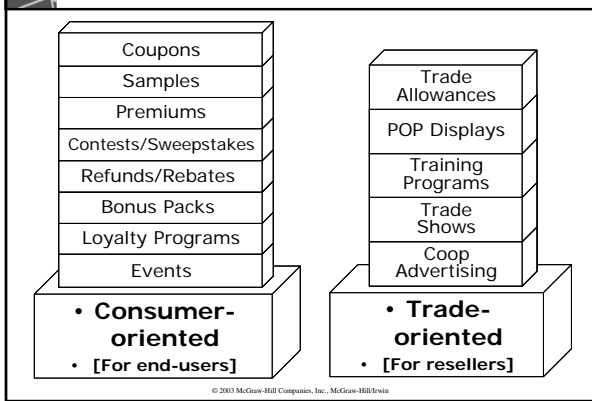 Coupons
Samples
Premiums
Contests/Sweepstakes
Refunds/Rebates
Bonus Packs
Loyalty Programs
Events
• Consumer-
oriented
• [For end-users]
Trade
Allowances
POP Displays
Training
Programs
Trade
Shows
Coop
Advertising
• Trade-
oriented
• [For resellers]
© 2003 McGraw-Hill Companies, Inc., McGraw-Hill/Irwin